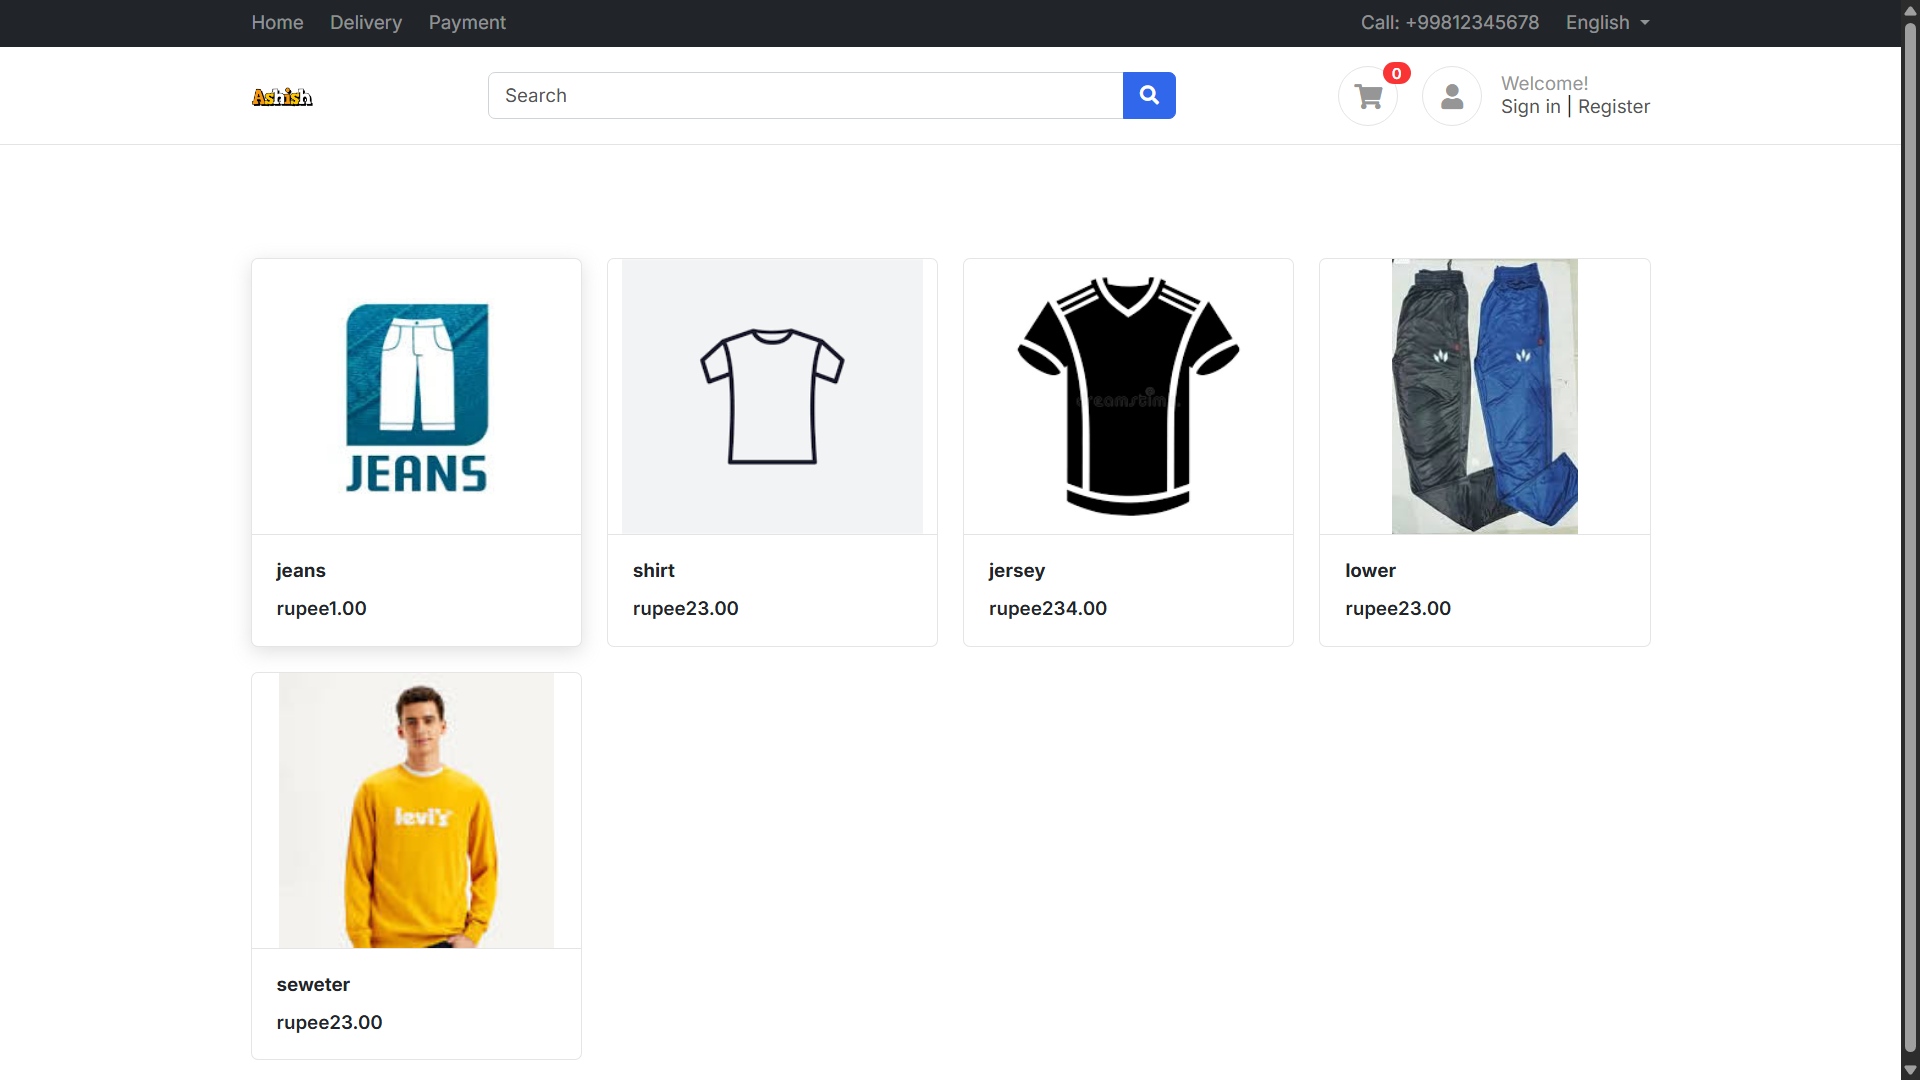 Home Delivery Payment Call: +99812345678 English
Ashish
Search
0
Welcome!
Sign in | Register
JEANS
dreamstime
levi's
jeans
rupee1.00
shirt
rupee23.00
jersey
rupee234.00
lower
rupee23.00
seweter
rupee23.00